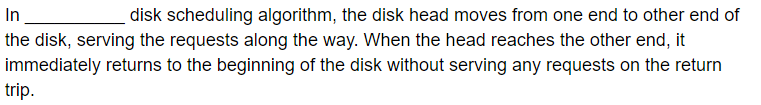 In ____________ disk scheduling algorithm, the disk head moves from one end to other end of
the disk, serving the requests along the way. When the head reaches the other end, it
immediately returns to the beginning of the disk without serving any requests on the return
trip.